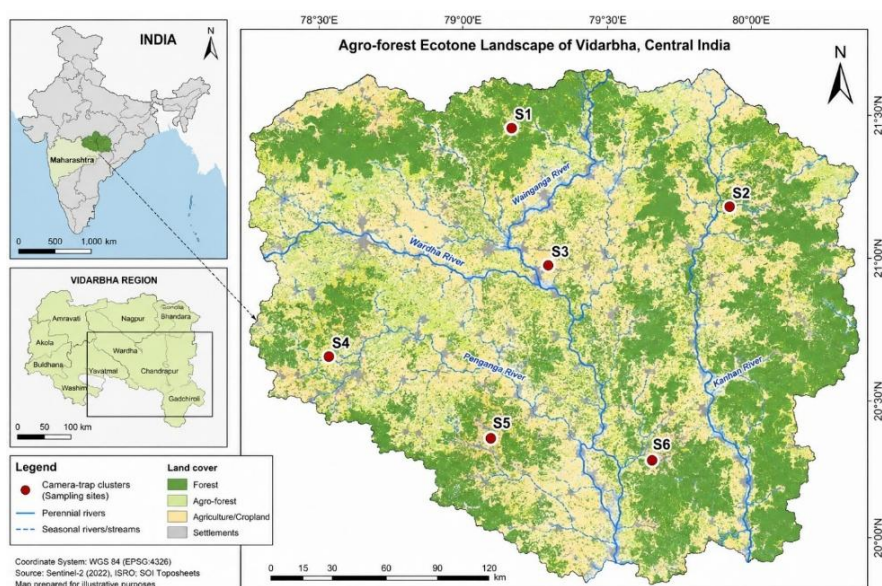 INDIA
N
Maharashtra
0 500 1,000 km
VIDARBHA REGION
Amravati
Nagpur
Bhandara
Akola
Wardha
Buldhana
Yavatmal
Chandrapur
Washim
Gadchiroli
0 50 100 km
Legend
Camera-trap clusters
(Sampling sites)
Perennial rivers
Seasonal rivers/streams
Land cover
Forest
Agro-forest
Agriculture/Cropland
Settlements
Coordinate System: WGS 84 (EPSG:4326)
Source: Sentinel-2 (2022), ISRO; SOI Toposheets
Map prepared for illustrative purposes
78°30'E 79°00'E 79°30'E 80°00'E
Agro-forest Ecotone Landscape of Vidarbha, Central India
N
S1
21°30'N
Wainganga River
S2
Wardha River
S3
21°00'N
S4
Penganga River
Kanhan River
20°30'N
S5
S6
20°00'N
0 15 30 60 90 120
km